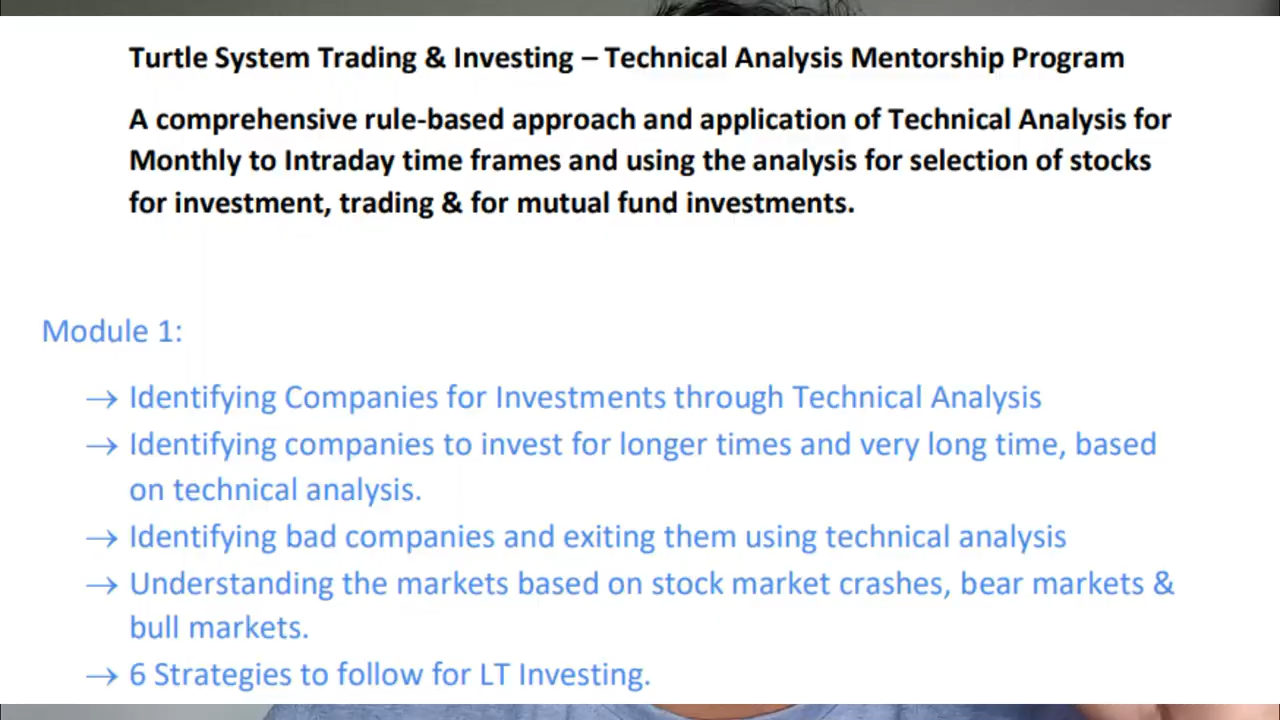 Turtle System Trading & Investing – Technical Analysis Mentorship Program
A comprehensive rule-based approach and application of Technical Analysis for
Monthly to Intraday time frames and using the analysis for selection of stocks
for investment, trading & for mutual fund investments.
Module 1:
→ Identifying Companies for Investments through Technical Analysis
→ Identifying companies to invest for longer times and very long time, based
on technical analysis.
→ Identifying bad companies and exiting them using technical analysis
→ Understanding the markets based on stock market crashes, bear markets &
bull markets.
→ 6 Strategies to follow for LT Investing.